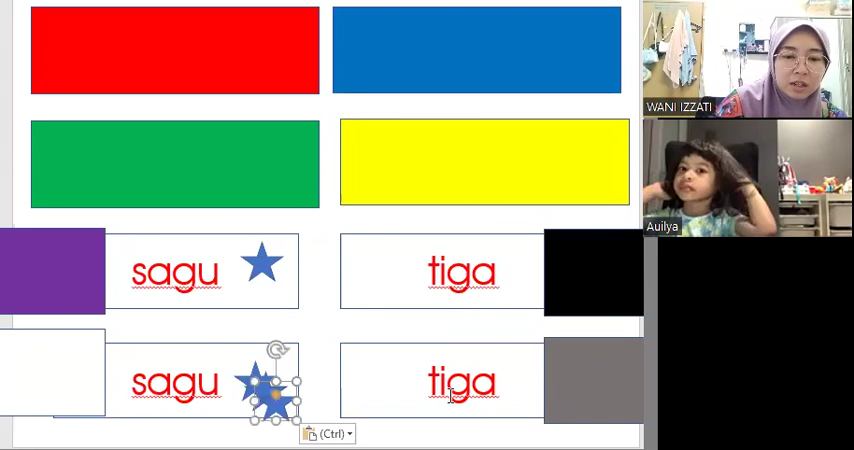 WANI IZZATI
Auilya
sagu
tiga
sagu
tiga
(Ctrl)